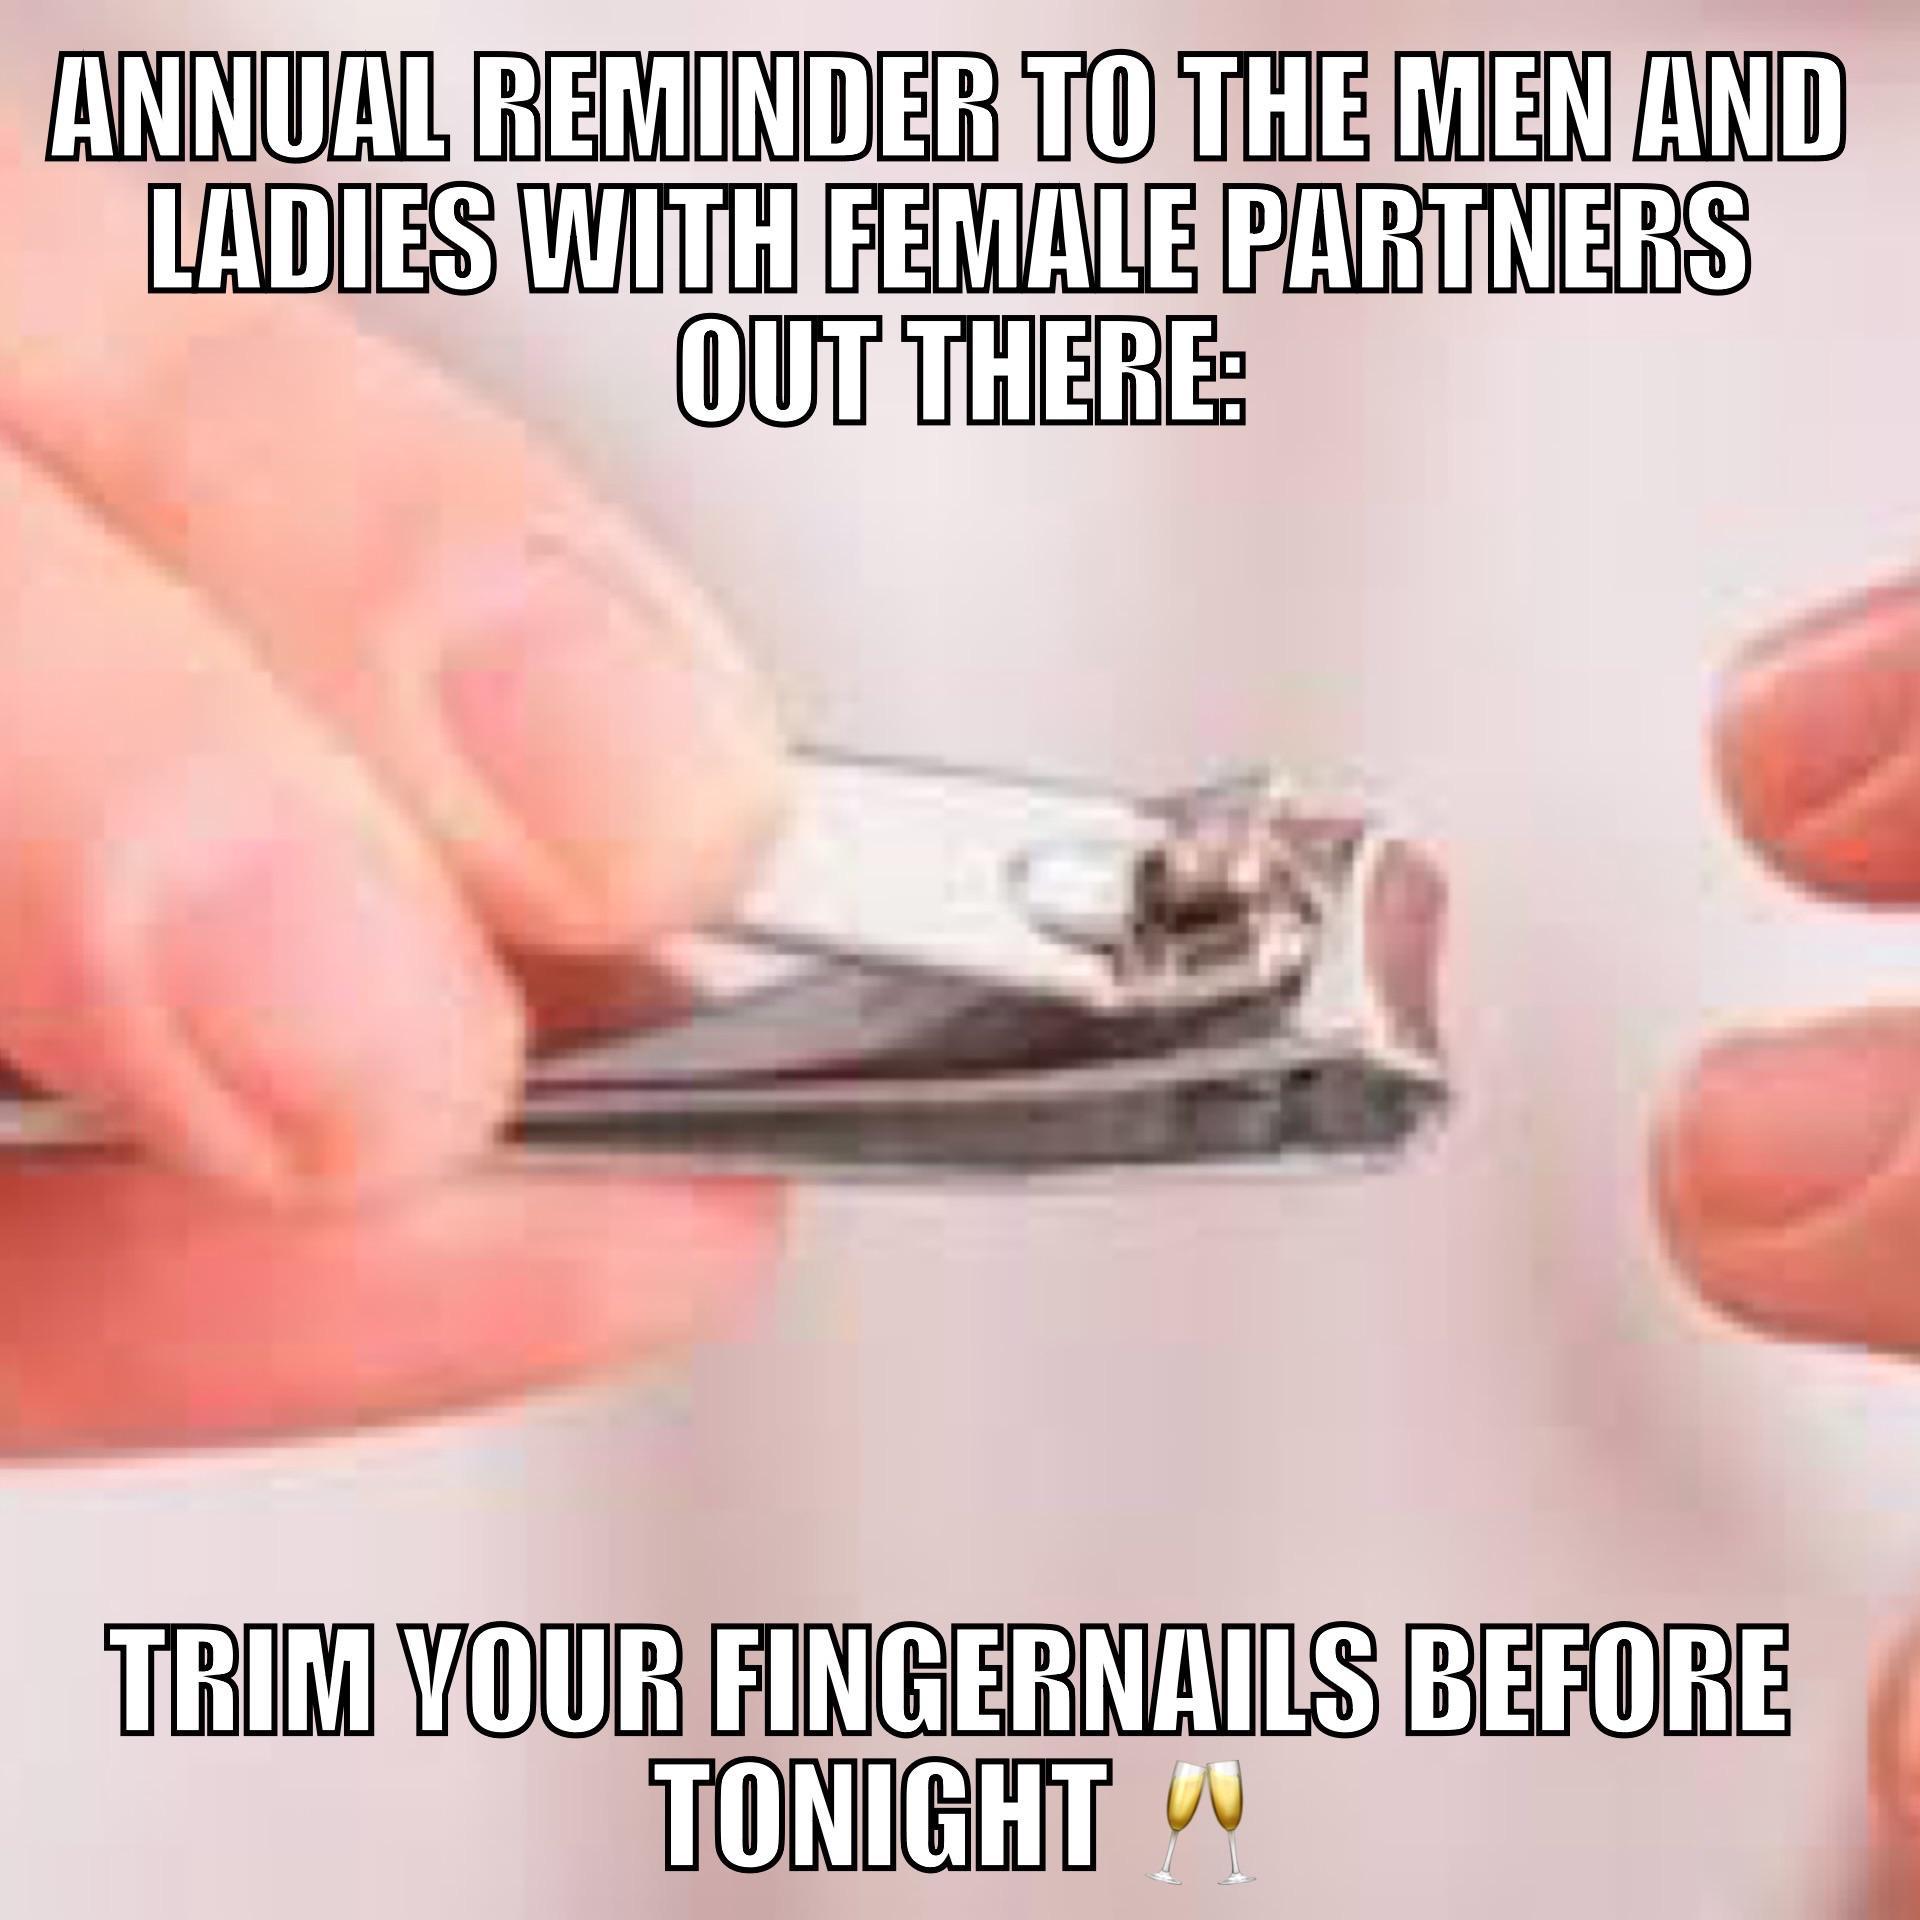 ANNUAL REMINDER TO THE MEN AND
LADIES WITH FEMALE PARTNERS
OUT THERE:
TRIM YOUR FINGERNAILS BEFORE
TONIGHT 🥂